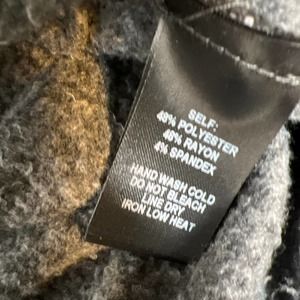 SELF:
48% POLYESTER
48% RAYON
4% SPANDEX
HAND WASH COLD
DO NOT BLEACH
LINE DRY
IRON LOW HEAT